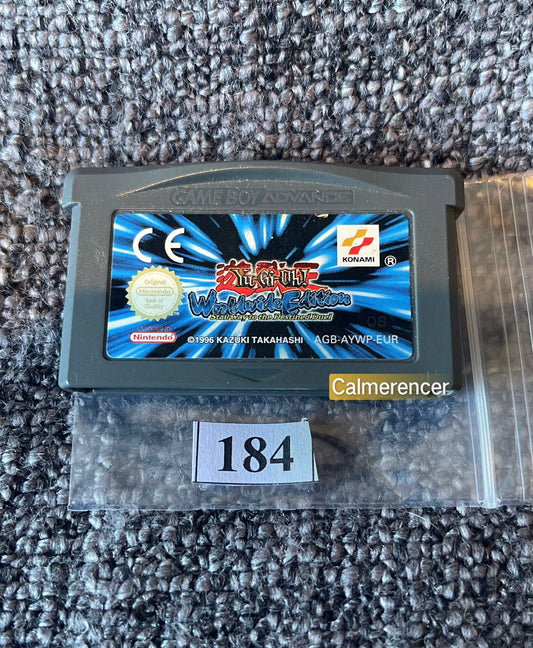 GAME BOY ADVANCE
CE
KONAMI ®
遊戯王
Yu-Gi-Oh!
Worldwide Edition
Stairway to the Destined Duel
Original
Nintendo
Seal of
Quality
Nintendo
©1996 KAZUKI TAKAHASHI AGB-AYWP-EUR
Calmerencer
184